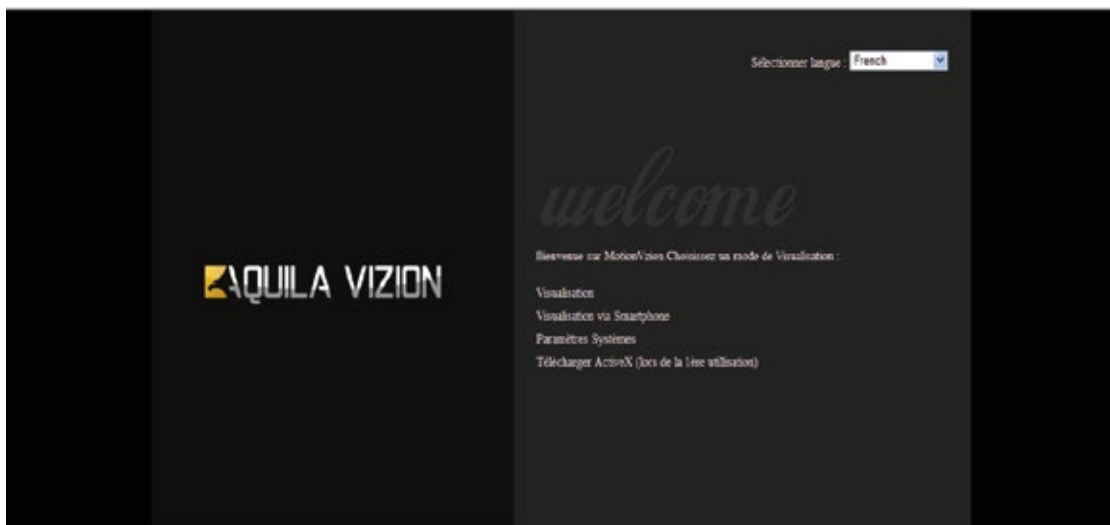 Sélectionner langue : French
welcome
Bienvenue sur MotionVizion Choisissez un mode de Visualisation :
AQUILA VIZION
Visualisation
Visualisation via Smartphone
Paramètres Systèmes
Télécharger ActiveX (lors de la 1ère utilisation)